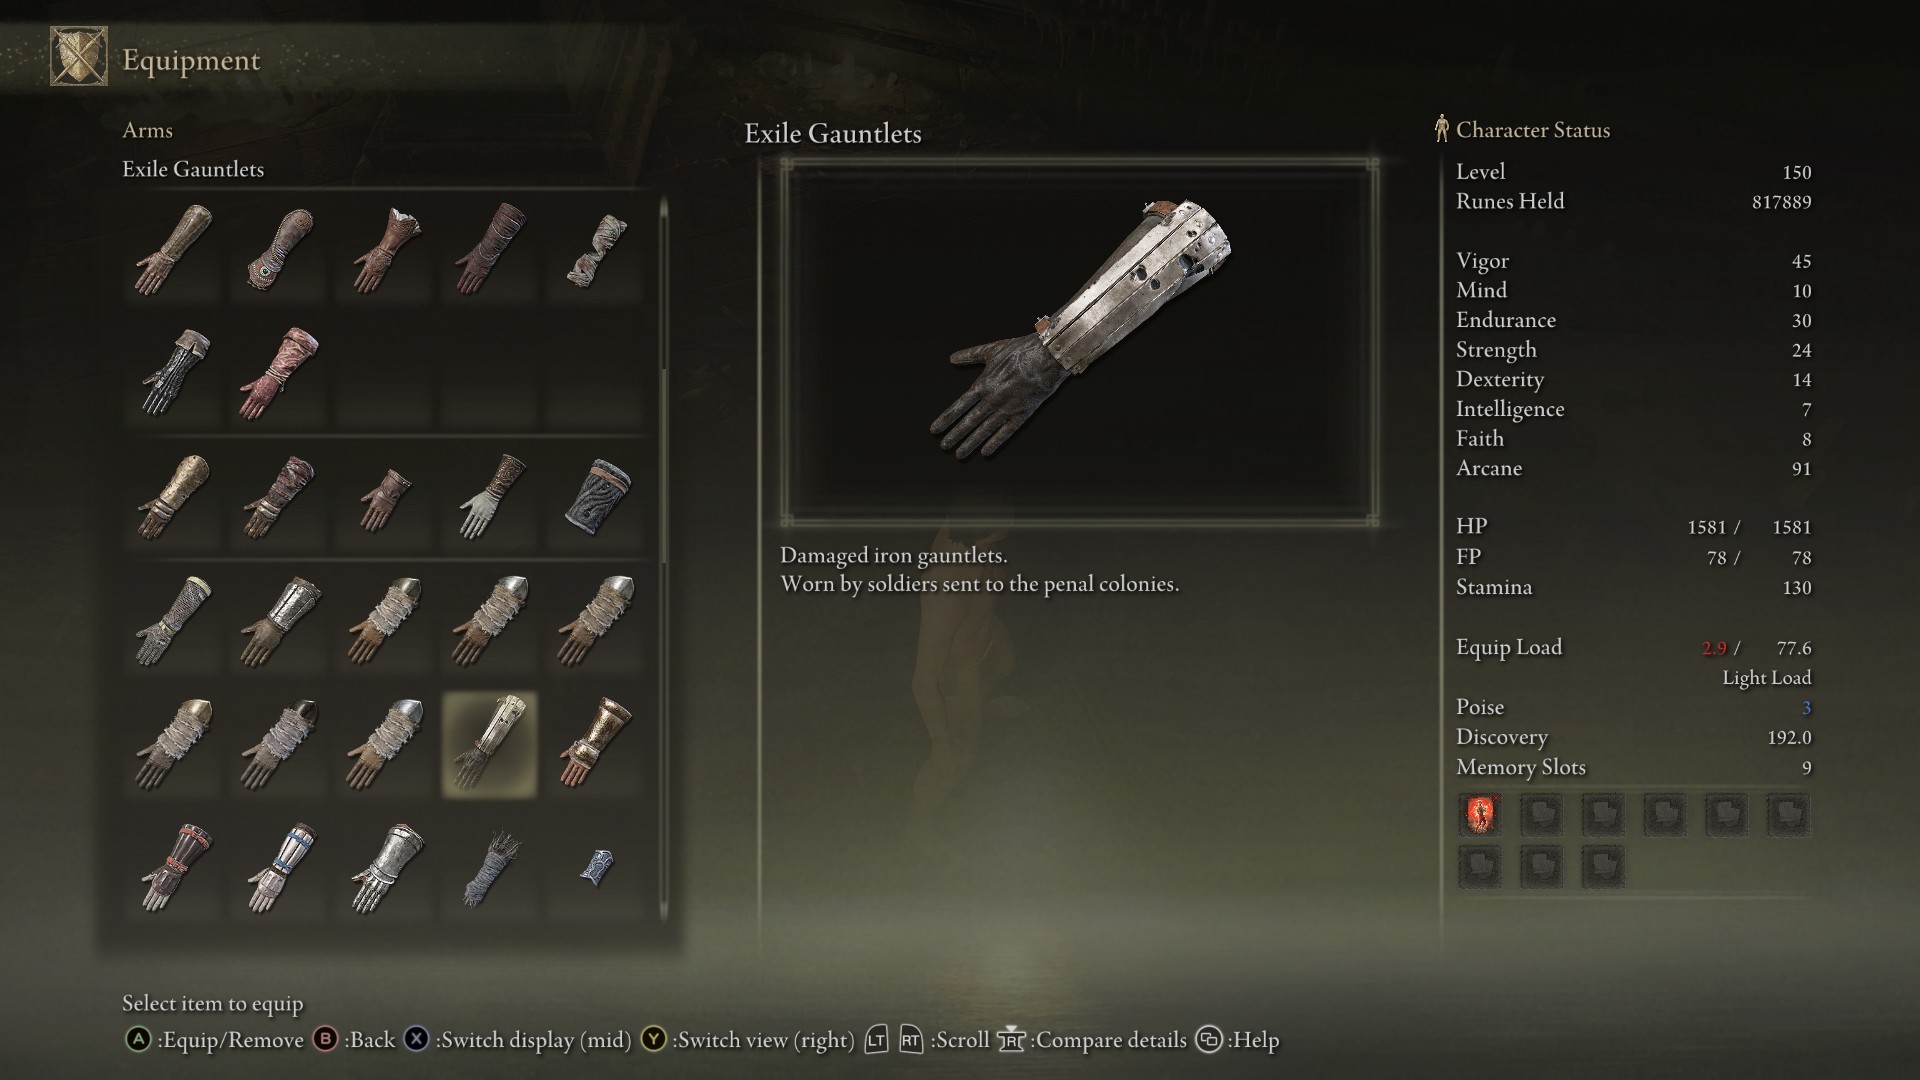 Equipment
Arms
Exile Gauntlets
Exile Gauntlets
Damaged iron gauntlets.
Worn by soldiers sent to the penal colonies.
Character Status
Level 150
Runes Held 817889
Vigor 45
Mind 10
Endurance 30
Strength 24
Dexterity 14
Intelligence 7
Faith 8
Arcane 91
HP 1581 / 1581
FP 78 / 78
Stamina 130
Equip Load 2.9 / 77.6
Light Load
Poise 3
Discovery 192.0
Memory Slots 9
Select item to equip
A :Equip/Remove B :Back X :Switch display (mid) Y :Switch view (right) LT RT :Scroll R :Compare details :Help